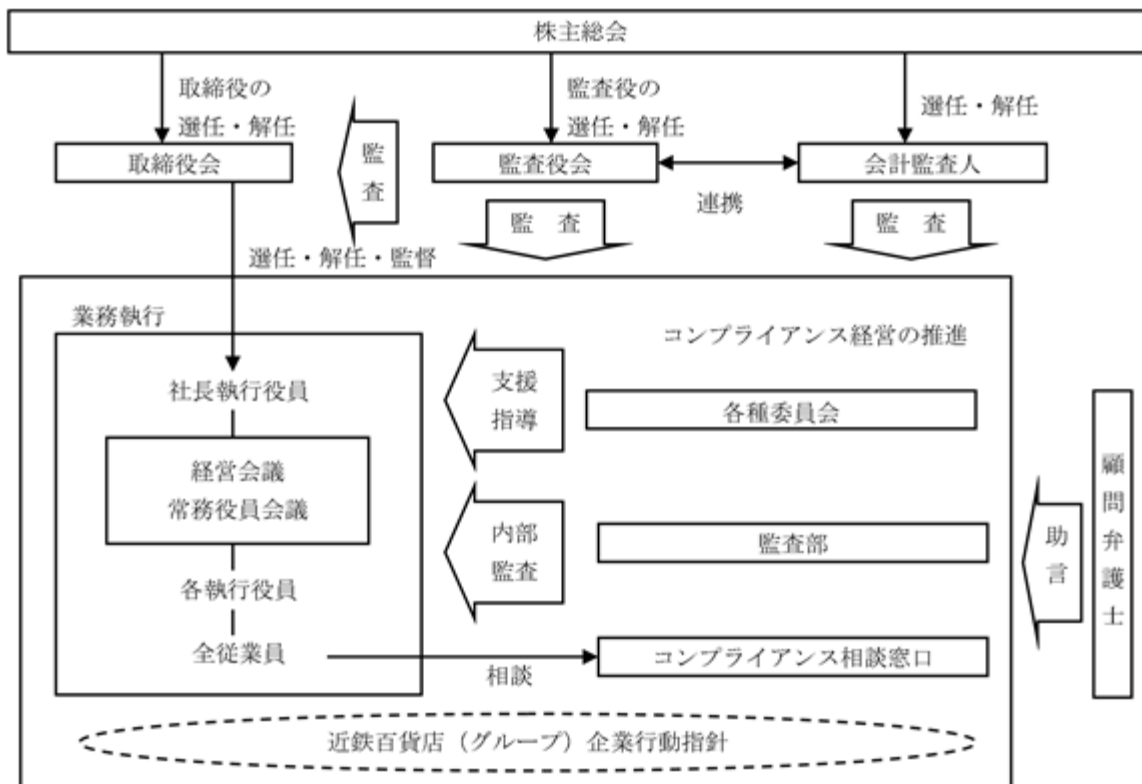 株主総会
取締役の
選任・解任
監査役の
選任・解任
選任・解任
取締役会
監査
監査役会
連携
会計監査人
監　査
監　査
選任・解任・監督
業務執行
コンプライアンス経営の推進
社長執行役員
支援
指導
各種委員会
経営会議
常務役員会議
内部
監査
監査部
助言
顧問弁護士
各執行役員
全従業員
相談
コンプライアンス相談窓口
近鉄百貨店（グループ）企業行動指針